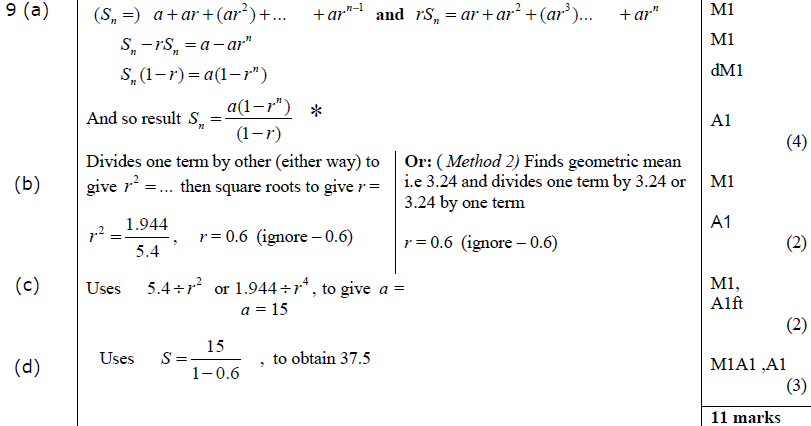 9 (a) (Sₙ =) a + ar + (ar²) + ... + arⁿ⁻¹ and rSₙ = ar + ar² + (ar³)... + arⁿ M1
Sₙ − rSₙ = a − arⁿ M1
Sₙ(1 − r) = a(1 − rⁿ) dM1
And so result Sₙ = a(1 − rⁿ)/(1 − r) * A1
(4)
(b) Divides one term by other (either way) to
give r² = ... then square roots to give r =
r² = 1.944/5.4 , r = 0.6 (ignore − 0.6)
Or: ( Method 2) Finds geometric mean
i.e 3.24 and divides one term by 3.24 or
3.24 by one term
r = 0.6 (ignore − 0.6)
M1
A1
(2)
(c) Uses 5.4 ÷ r² or 1.944 ÷ r⁴ , to give a = M1,
a = 15 A1ft
(2)
(d) Uses S = 15/(1 − 0.6) , to obtain 37.5 M1A1 ,A1
(3)
11 marks